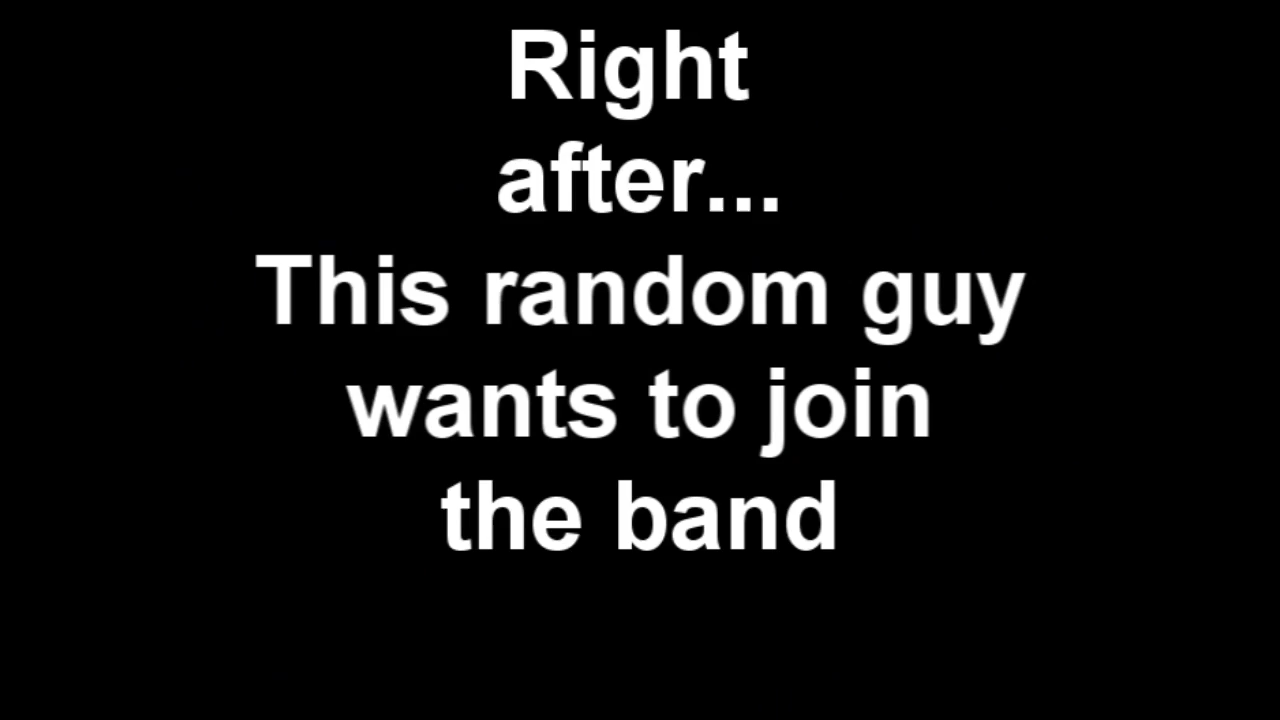 Right
after...
This random guy
wants to join
the band